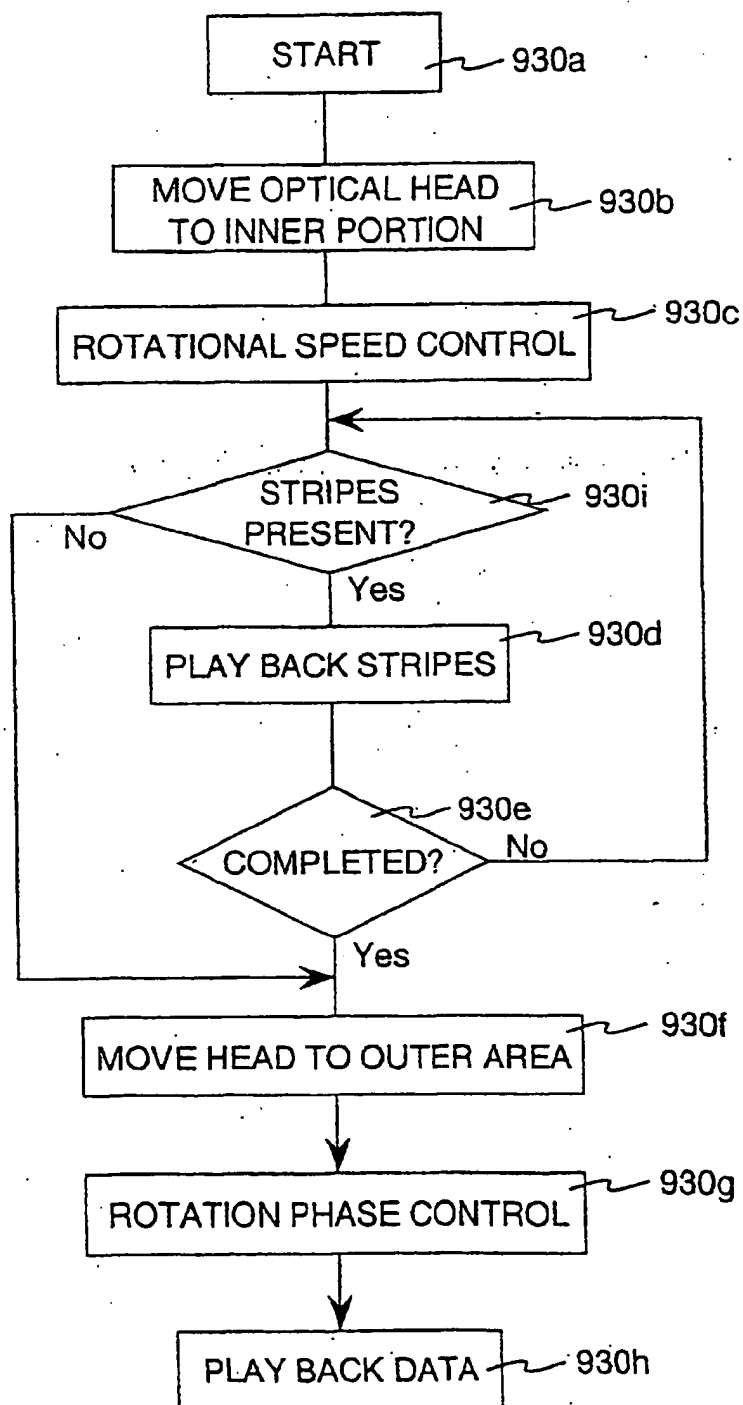 START
930a
MOVE OPTICAL HEAD
TO INNER PORTION
930b
930c
ROTATIONAL SPEED CONTROL
STRIPES
PRESENT?
930i
No
Yes
930d
PLAY BACK STRIPES
930e
COMPLETED?
No
Yes
930f
MOVE HEAD TO OUTER AREA
930g
ROTATION PHASE CONTROL
PLAY BACK DATA
930h